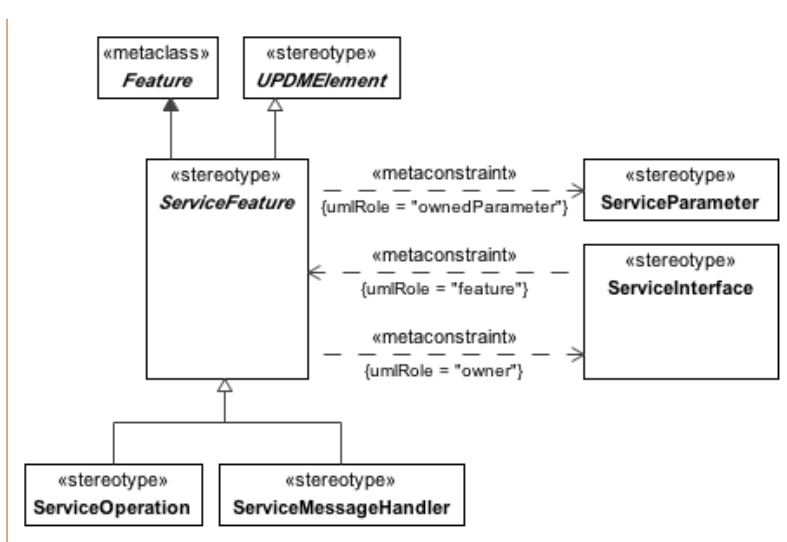 «metaclass»
Feature
«stereotype»
UPDMElement
«stereotype»
ServiceFeature
«metaconstraint»
{umlRole = "ownedParameter"}
«stereotype»
ServiceParameter
«metaconstraint»
{umlRole = "feature"}
«stereotype»
ServiceInterface
«metaconstraint»
{umlRole = "owner"}
«stereotype»
ServiceOperation
«stereotype»
ServiceMessageHandler